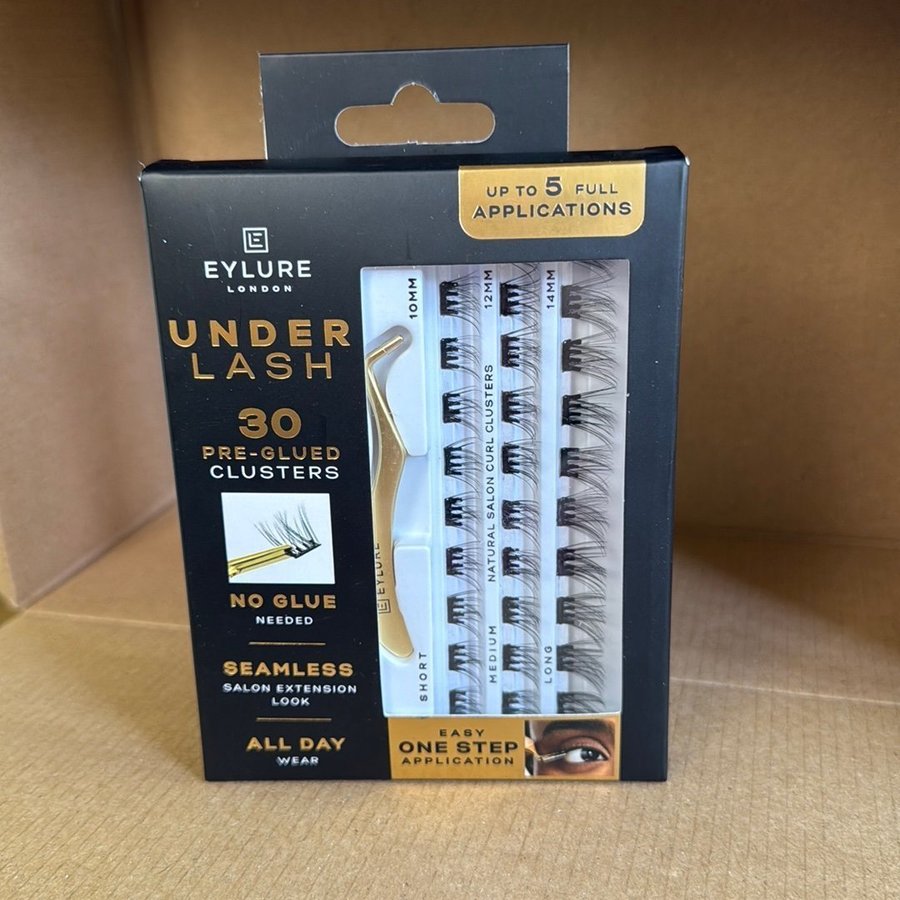 UP TO 5 FULL
APPLICATIONS
E
EYLURE
LONDON
UNDER
LASH
30
PRE-GLUED
CLUSTERS
NO GLUE
NEEDED
SEAMLESS
SALON EXTENSION
LOOK
ALL DAY
WEAR
10MM
SHORT
E EYLURE
12MM
NATURAL SALON CURL CLUSTERS
MEDIUM
14MM
LONG
EASY
ONE STEP
APPLICATION